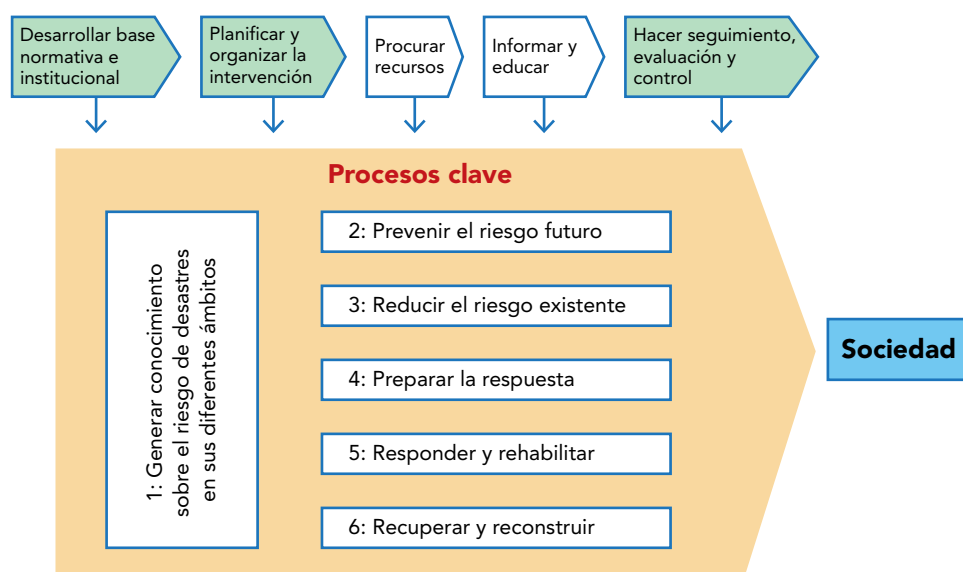 Desarrollar base
normativa e
institucional
Planificar y
organizar la
intervención
Procurar
recursos
Informar y
educar
Hacer seguimiento,
evaluación y
control
Procesos clave
1: Generar conocimiento
sobre el riesgo de desastres
en sus diferentes ámbitos
2: Prevenir el riesgo futuro
3: Reducir el riesgo existente
4: Preparar la respuesta
5: Responder y rehabilitar
6: Recuperar y reconstruir
Sociedad